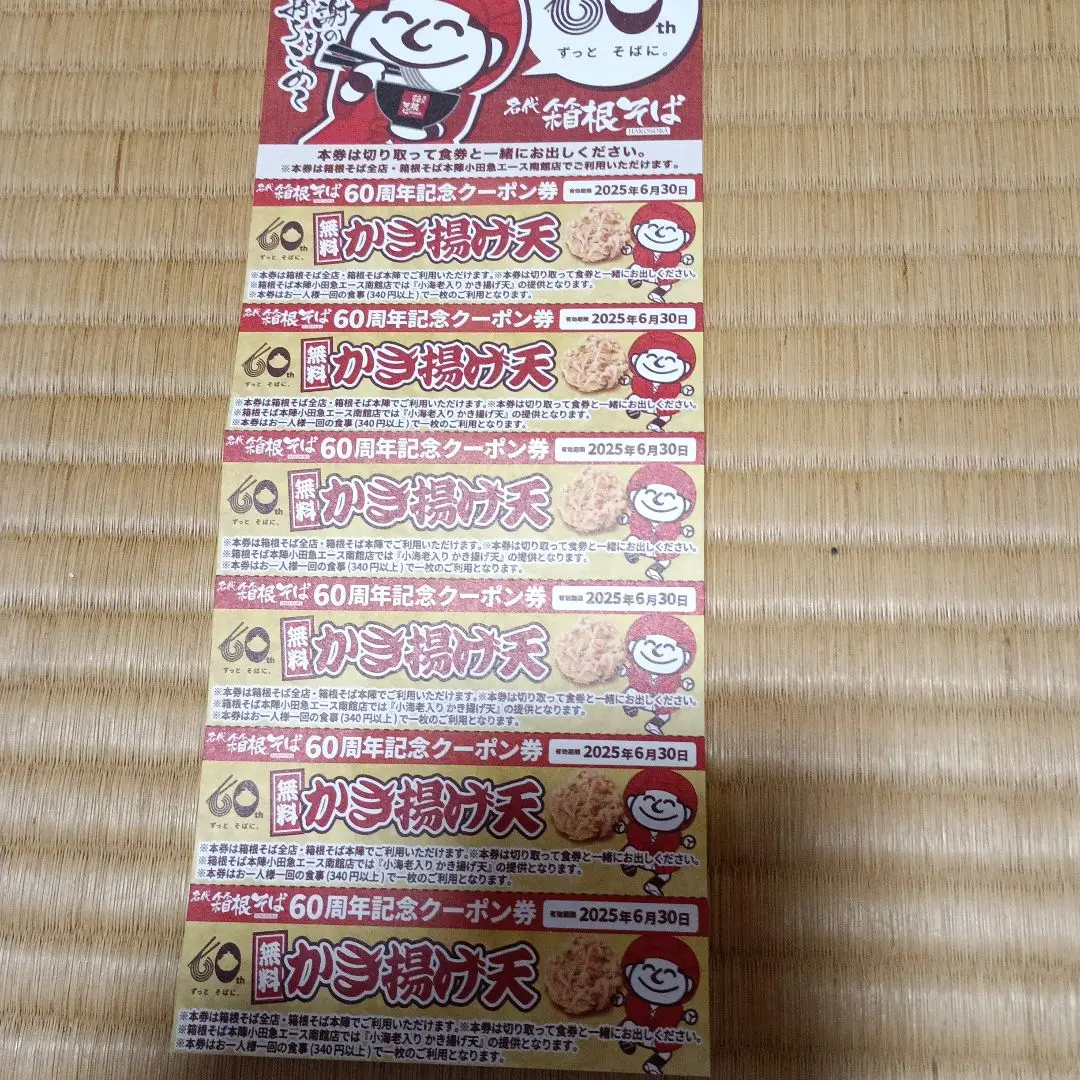 感謝の
60th
ずっと そばに。
名代 箱根そば
HAKONE SOBA
本券は切り取って食券と一緒にお出しください。
※本券は箱根そば全店・箱根そば本陣小田急エース南館店でご利用いただけます。
名代 箱根そば 60周年記念クーポン券 有効期限 2025年6月30日
60th 無料 かき揚げ天
ずっと そばに。
※本券は箱根そば全店・箱根そば本陣でご利用いただけます。※本券は切り取って食券と一緒にお出しください。
※箱根そば本陣小田急エース南館店では『小海老入りかき揚げ天』の提供となります。
※本券はお一人様一回の食事(340円以上)で一枚のご利用となります。
名代 箱根そば 60周年記念クーポン券 有効期限 2025年6月30日
60th 無料 かき揚げ天
ずっと そばに。
※本券は箱根そば全店・箱根そば本陣でご利用いただけます。※本券は切り取って食券と一緒にお出しください。
※箱根そば本陣小田急エース南館店では『小海老入りかき揚げ天』の提供となります。
※本券はお一人様一回の食事(340円以上)で一枚のご利用となります。
名代 箱根そば 60周年記念クーポン券 有効期限 2025年6月30日
60th 無料 かき揚げ天
ずっと そばに。
※本券は箱根そば全店・箱根そば本陣でご利用いただけます。※本券は切り取って食券と一緒にお出しください。
※箱根そば本陣小田急エース南館店では『小海老入りかき揚げ天』の提供となります。
※本券はお一人様一回の食事(340円以上)で一枚のご利用となります。
名代 箱根そば 60周年記念クーポン券 有効期限 2025年6月30日
60th 無料 かき揚げ天
ずっと そばに。
※本券は箱根そば全店・箱根そば本陣でご利用いただけます。※本券は切り取って食券と一緒にお出しください。
※箱根そば本陣小田急エース南館店では『小海老入りかき揚げ天』の提供となります。
※本券はお一人様一回の食事(340円以上)で一枚のご利用となります。
名代 箱根そば 60周年記念クーポン券 有効期限 2025年6月30日
60th 無料 かき揚げ天
ずっと そばに。
※本券は箱根そば全店・箱根そば本陣でご利用いただけます。※本券は切り取って食券と一緒にお出しください。
※箱根そば本陣小田急エース南館店では『小海老入りかき揚げ天』の提供となります。
※本券はお一人様一回の食事(340円以上)で一枚のご利用となります。
名代 箱根そば 60周年記念クーポン券 有効期限 2025年6月30日
60th 無料 かき揚げ天
ずっと そばに。
※本券は箱根そば全店・箱根そば本陣でご利用いただけます。※本券は切り取って食券と一緒にお出しください。
※箱根そば本陣小田急エース南館店では『小海老入りかき揚げ天』の提供となります。
※本券はお一人様一回の食事(340円以上)で一枚のご利用となります。